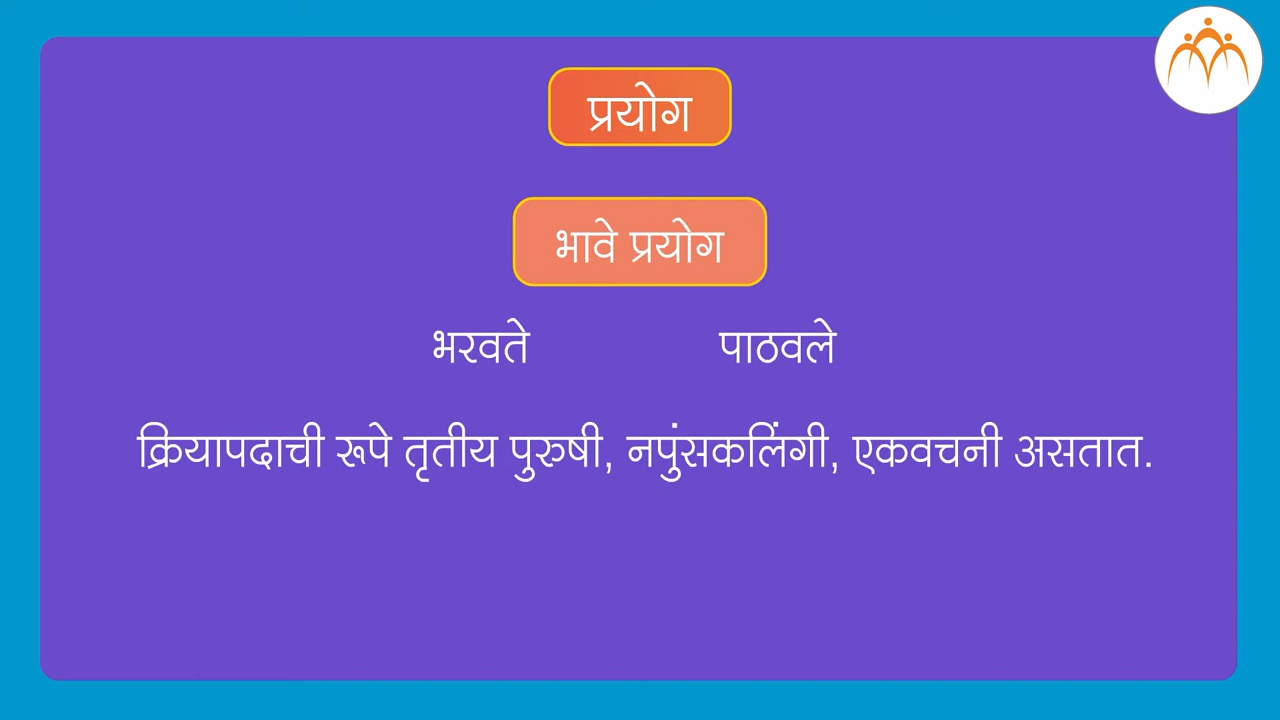 प्रयोग
भावे प्रयोग
भरवते पाठवले
क्रियापदाची रूपे तृतीय पुरुषी, नपुंसकलिंगी, एकवचनी असतात.